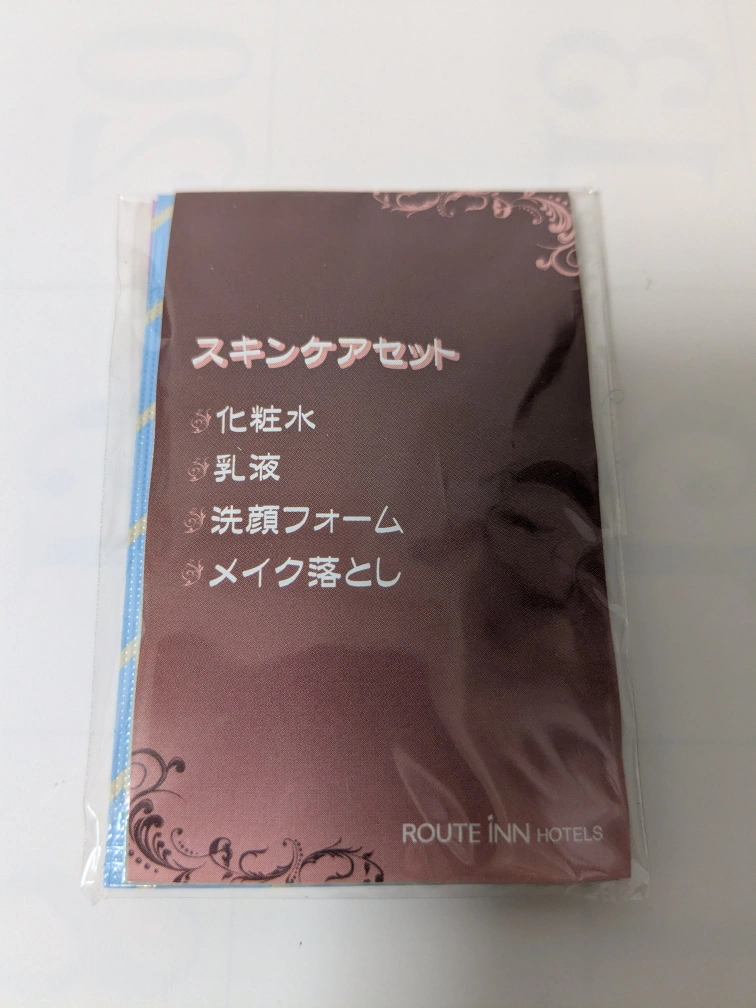 スキンケアセット
化粧水
乳液
洗顔フォーム
メイク落とし
ROUTE INN HOTELS